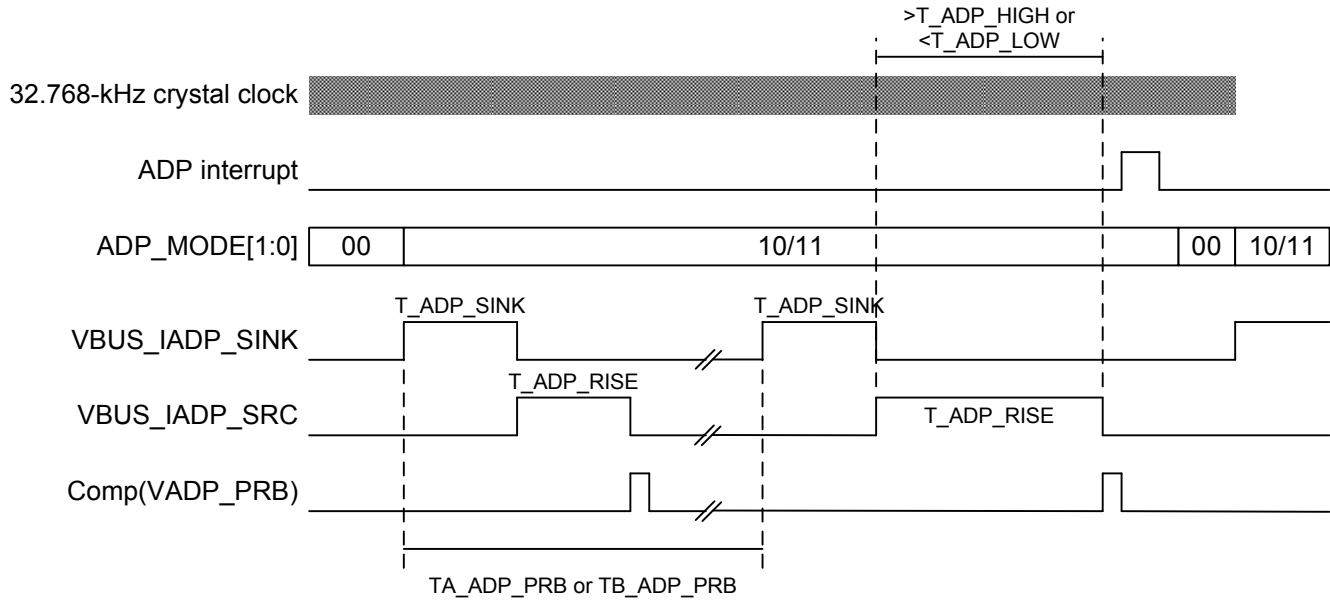 >T_ADP_HIGH or
<T_ADP_LOW
32.768-kHz crystal clock
ADP interrupt
ADP_MODE[1:0] 00 10/11 00 10/11
T_ADP_SINK T_ADP_SINK
VBUS_IADP_SINK
T_ADP_RISE
VBUS_IADP_SRC T_ADP_RISE
Comp(VADP_PRB)
TA_ADP_PRB or TB_ADP_PRB